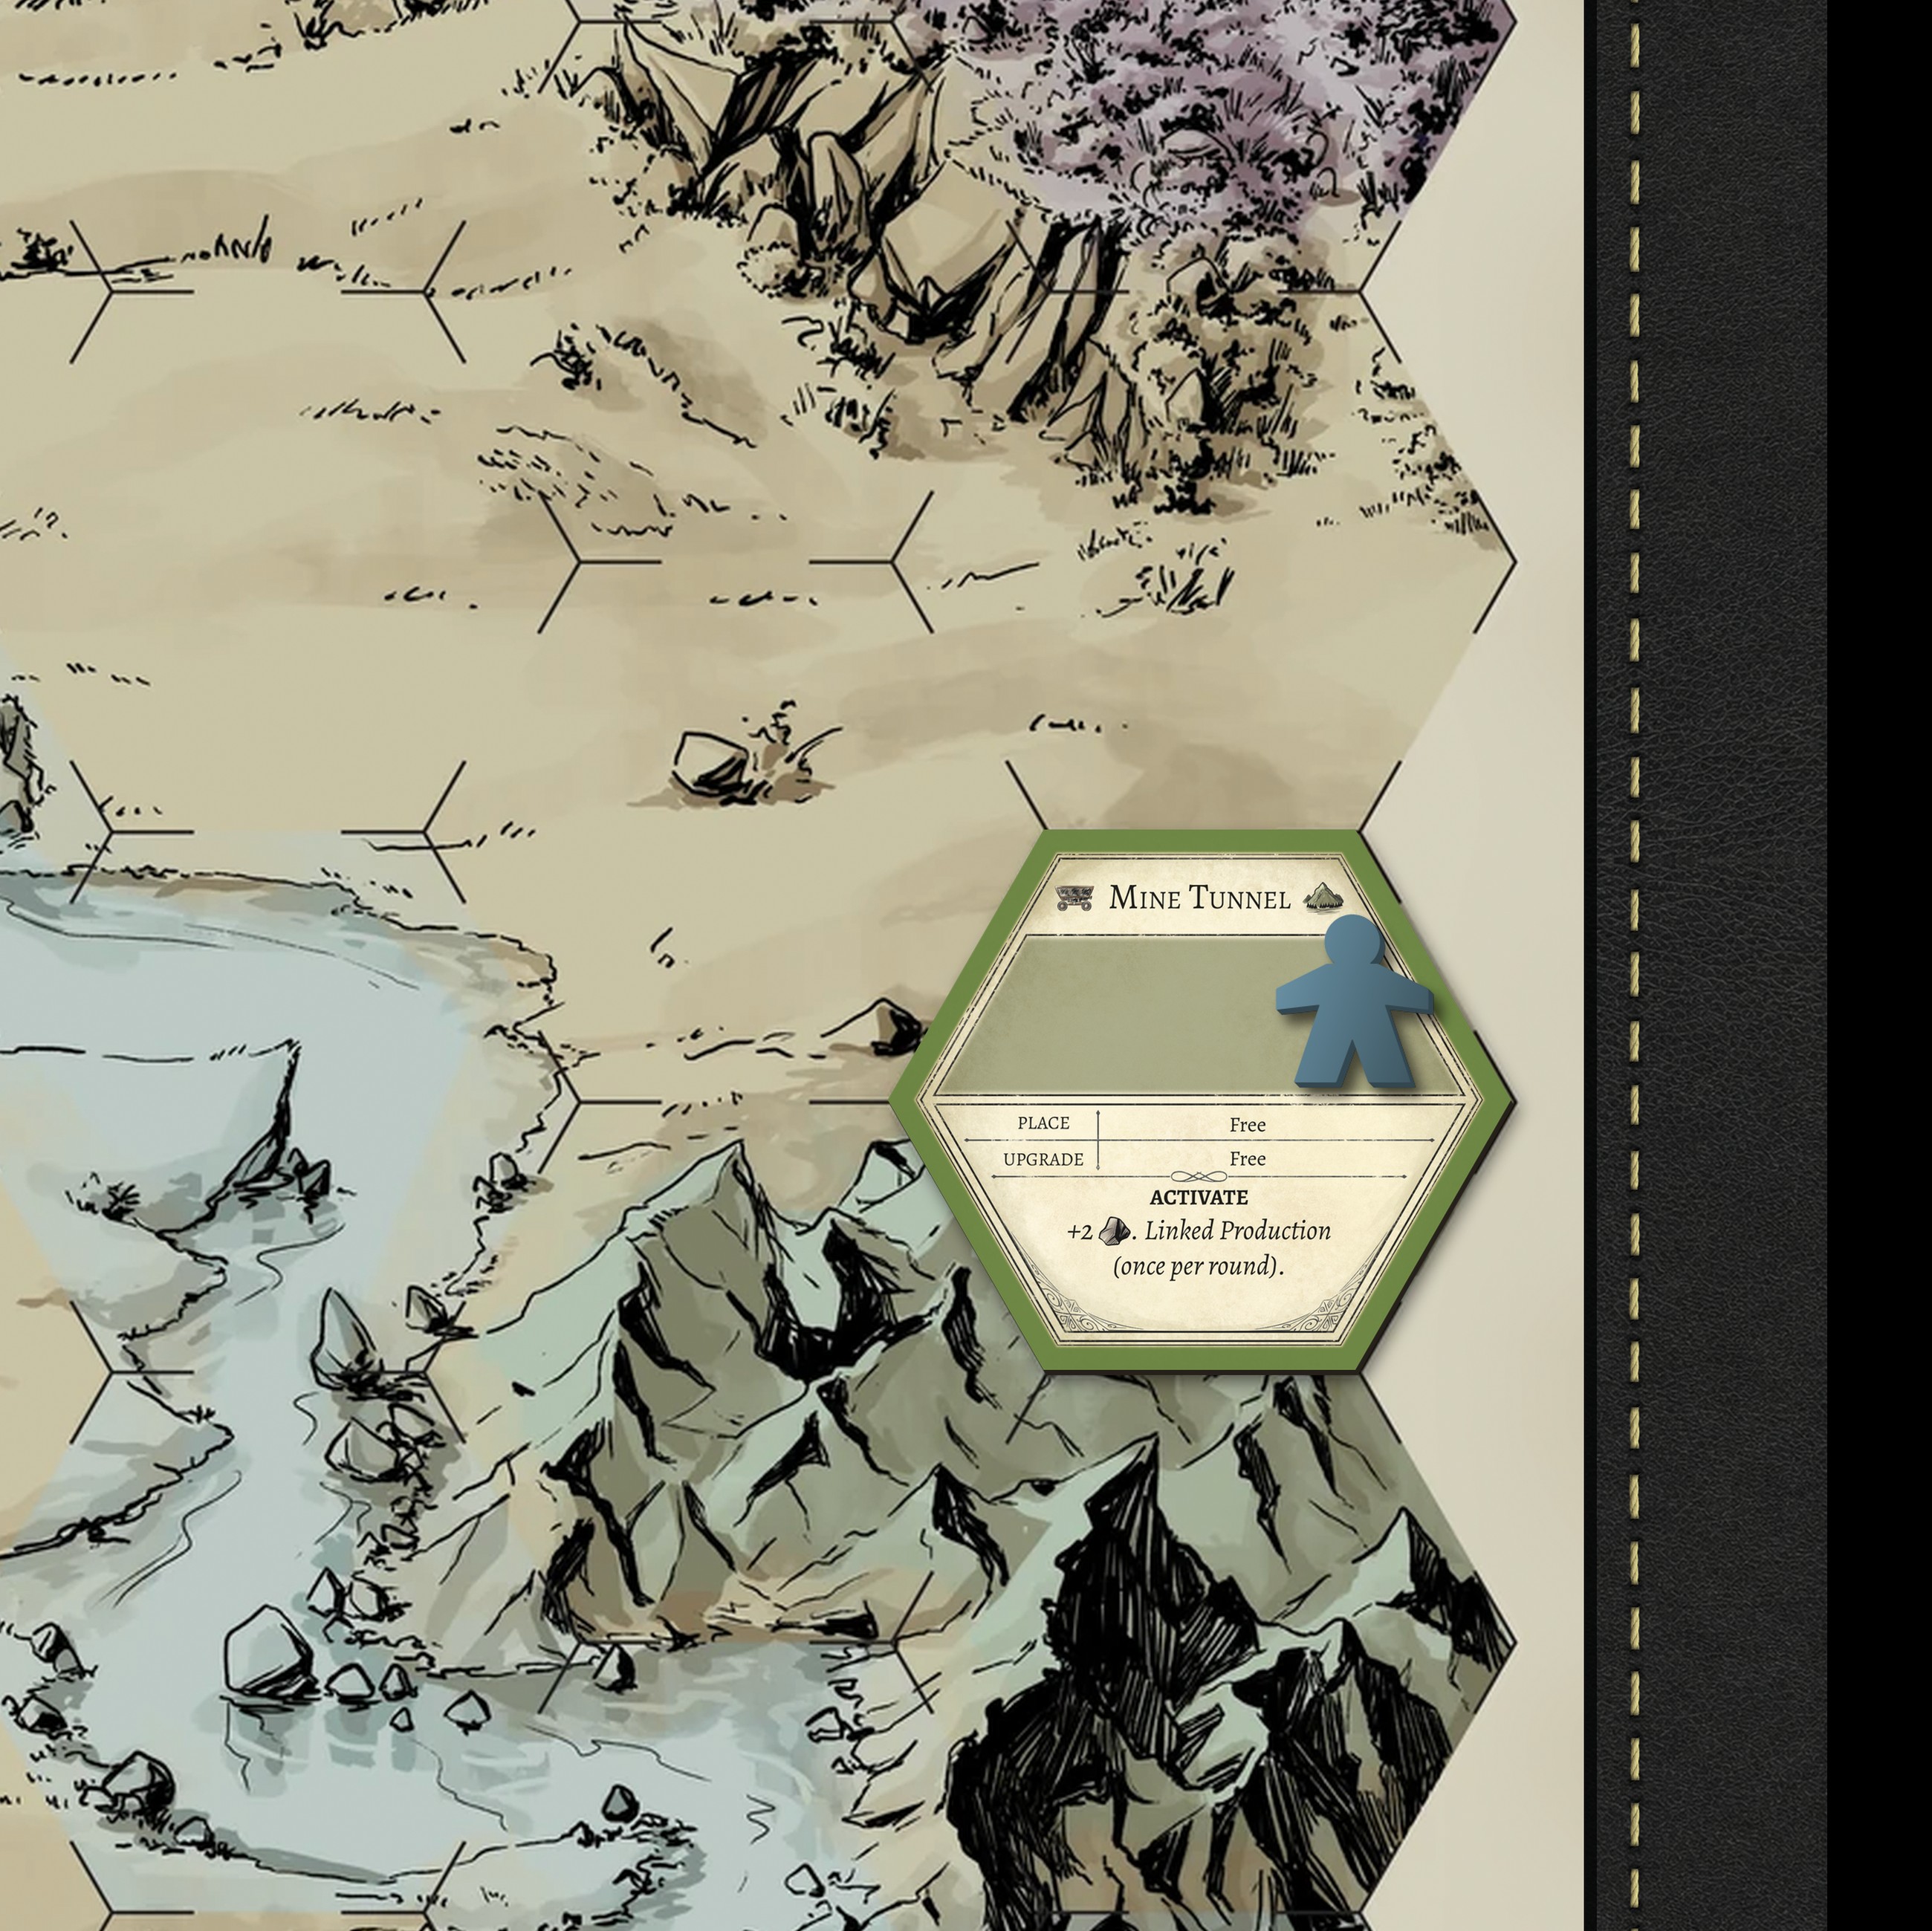 Mine Tunnel
PLACE Free
UPGRADE Free
ACTIVATE
+2 . Linked Production
(once per round).